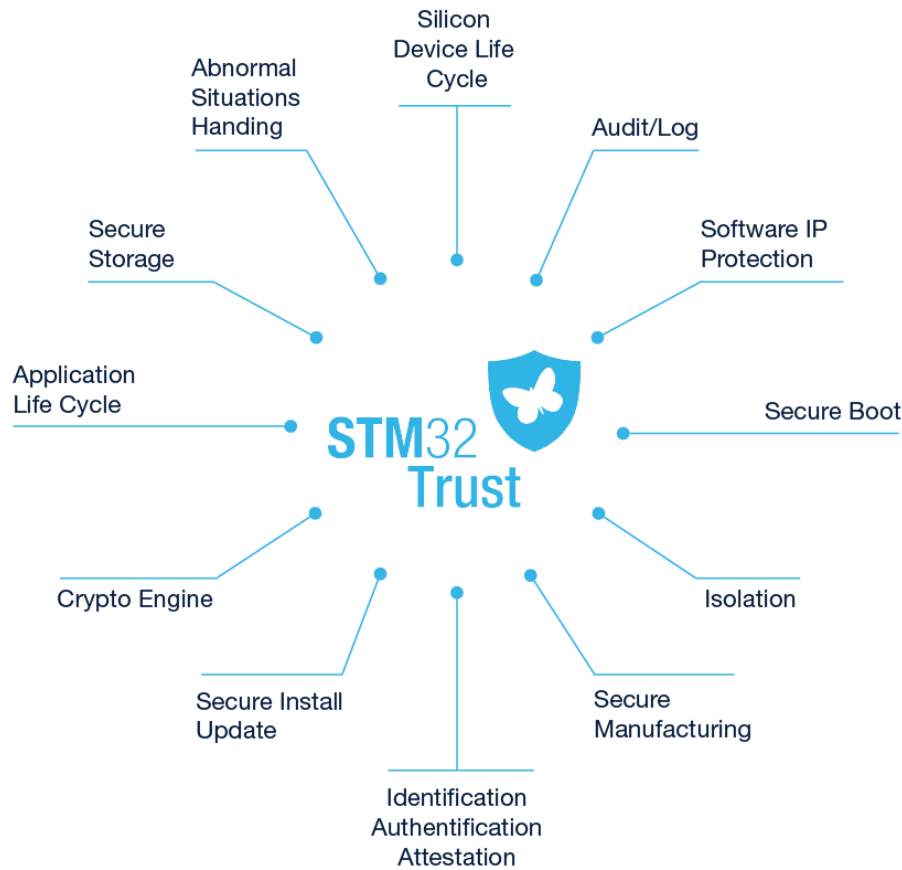 Silicon
Device Life
Cycle
Abnormal
Situations
Handing
Audit/Log
Secure
Storage
Software IP
Protection
Application
Life Cycle
Secure Boot
STM32
Trust
Crypto Engine
Isolation
Secure Install
Update
Secure
Manufacturing
Identification
Authentification
Attestation